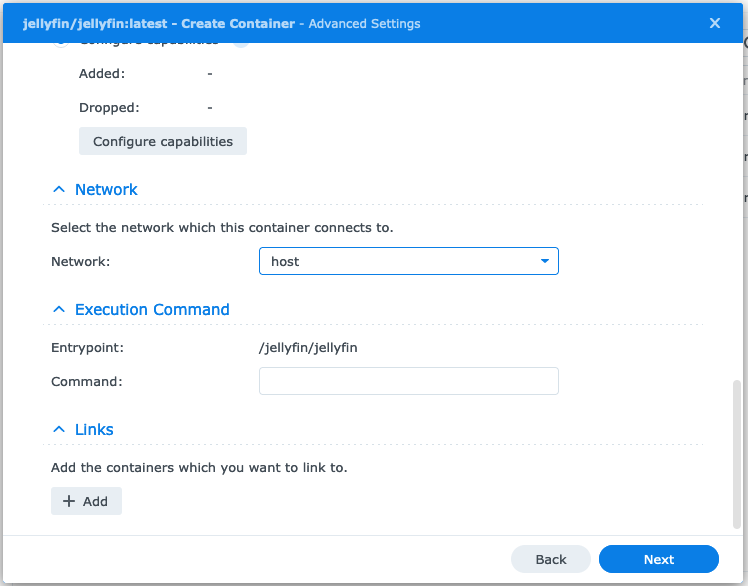 jellyfin/jellyfin:latest - Create Container - Advanced Settings
Configure capabilities
Added: -
Dropped: -
Configure capabilities
Network
Select the network which this container connects to.
Network: host
Execution Command
Entrypoint: /jellyfin/jellyfin
Command:
Links
Add the containers which you want to link to.
+ Add
Back Next